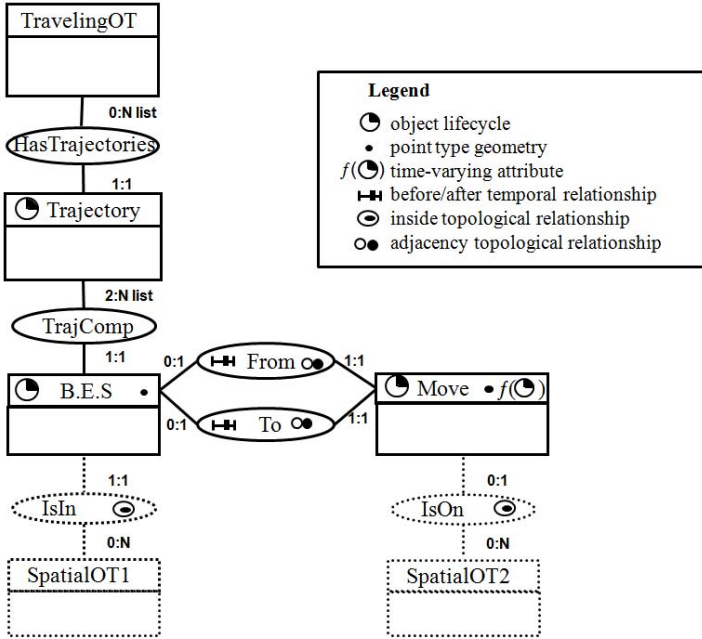 TravelingOT
0:N list
HasTrajectories
1:1
Trajectory
2:N list
TrajComp
1:1
B.E.S
0:1
From
1:1
0:1
To
1:1
Move
f( )
1:1
IsIn
0:N
SpatialOT1
0:1
IsOn
0:N
SpatialOT2
Legend
object lifecycle
point type geometry
f( ) time-varying attribute
before/after temporal relationship
inside topological relationship
adjacency topological relationship